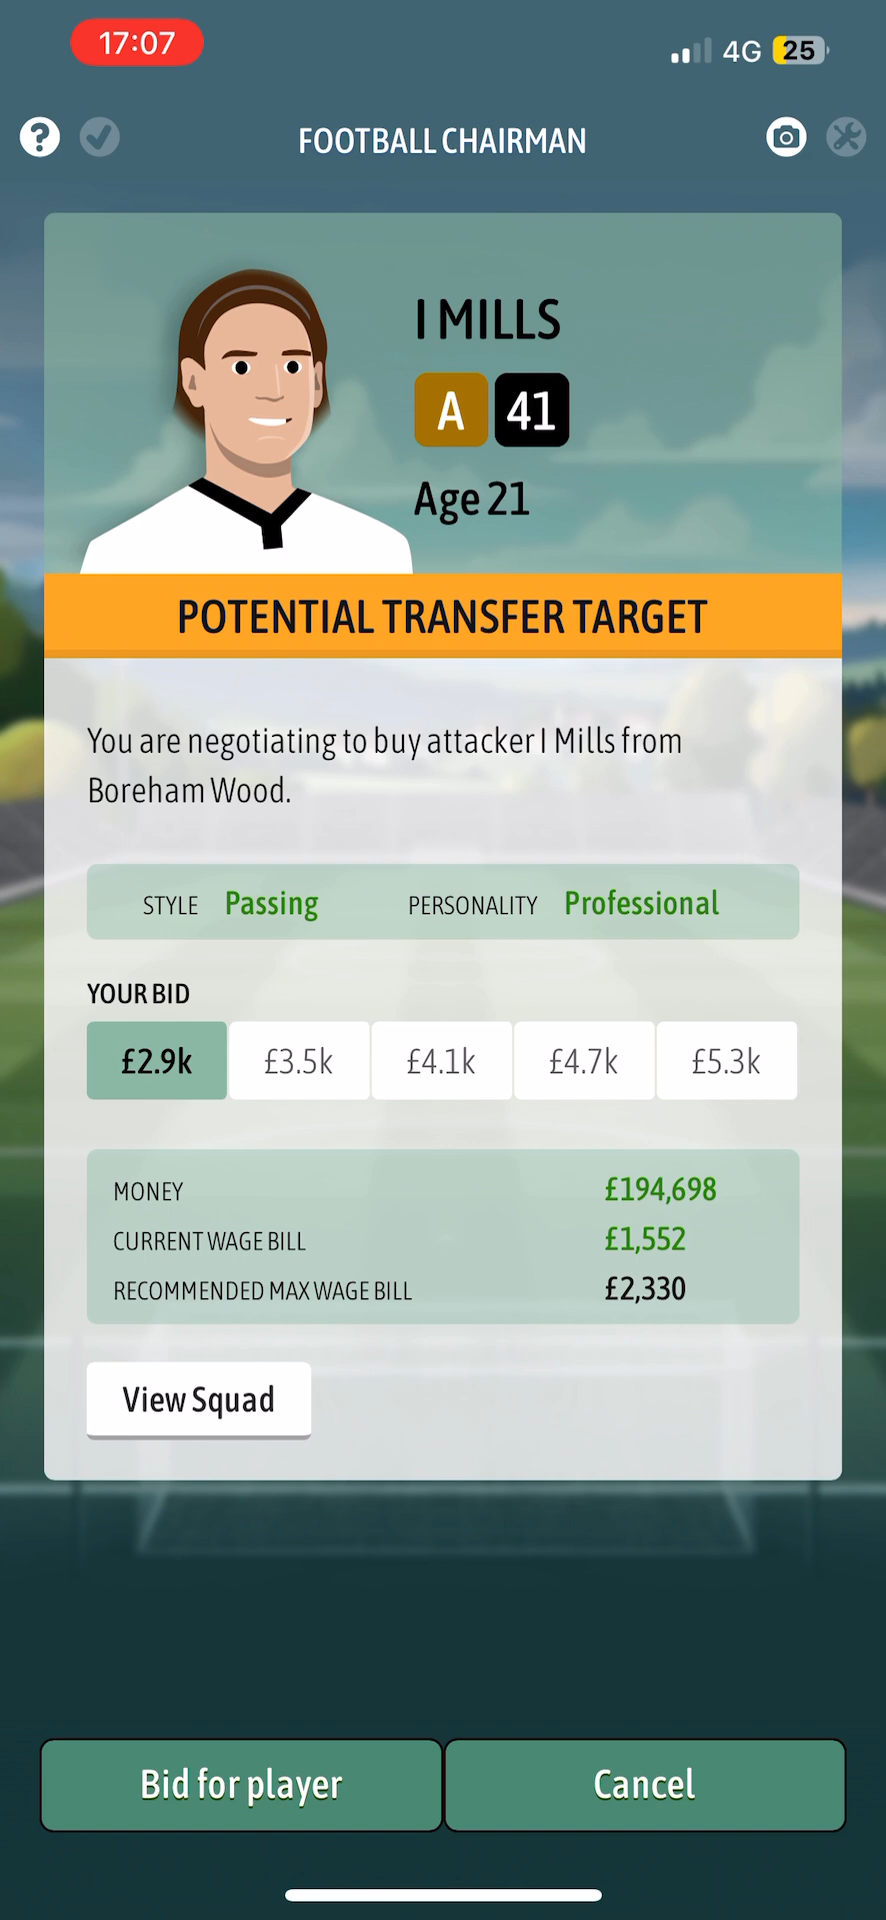 17:07
4G 25
FOOTBALL CHAIRMAN
I MILLS
A 41
Age 21
POTENTIAL TRANSFER TARGET
You are negotiating to buy attacker I Mills from
Boreham Wood.
STYLE Passing PERSONALITY Professional
YOUR BID
£2.9k £3.5k £4.1k £4.7k £5.3k
MONEY £194,698
CURRENT WAGE BILL £1,552
RECOMMENDED MAX WAGE BILL £2,330
View Squad
Bid for player Cancel